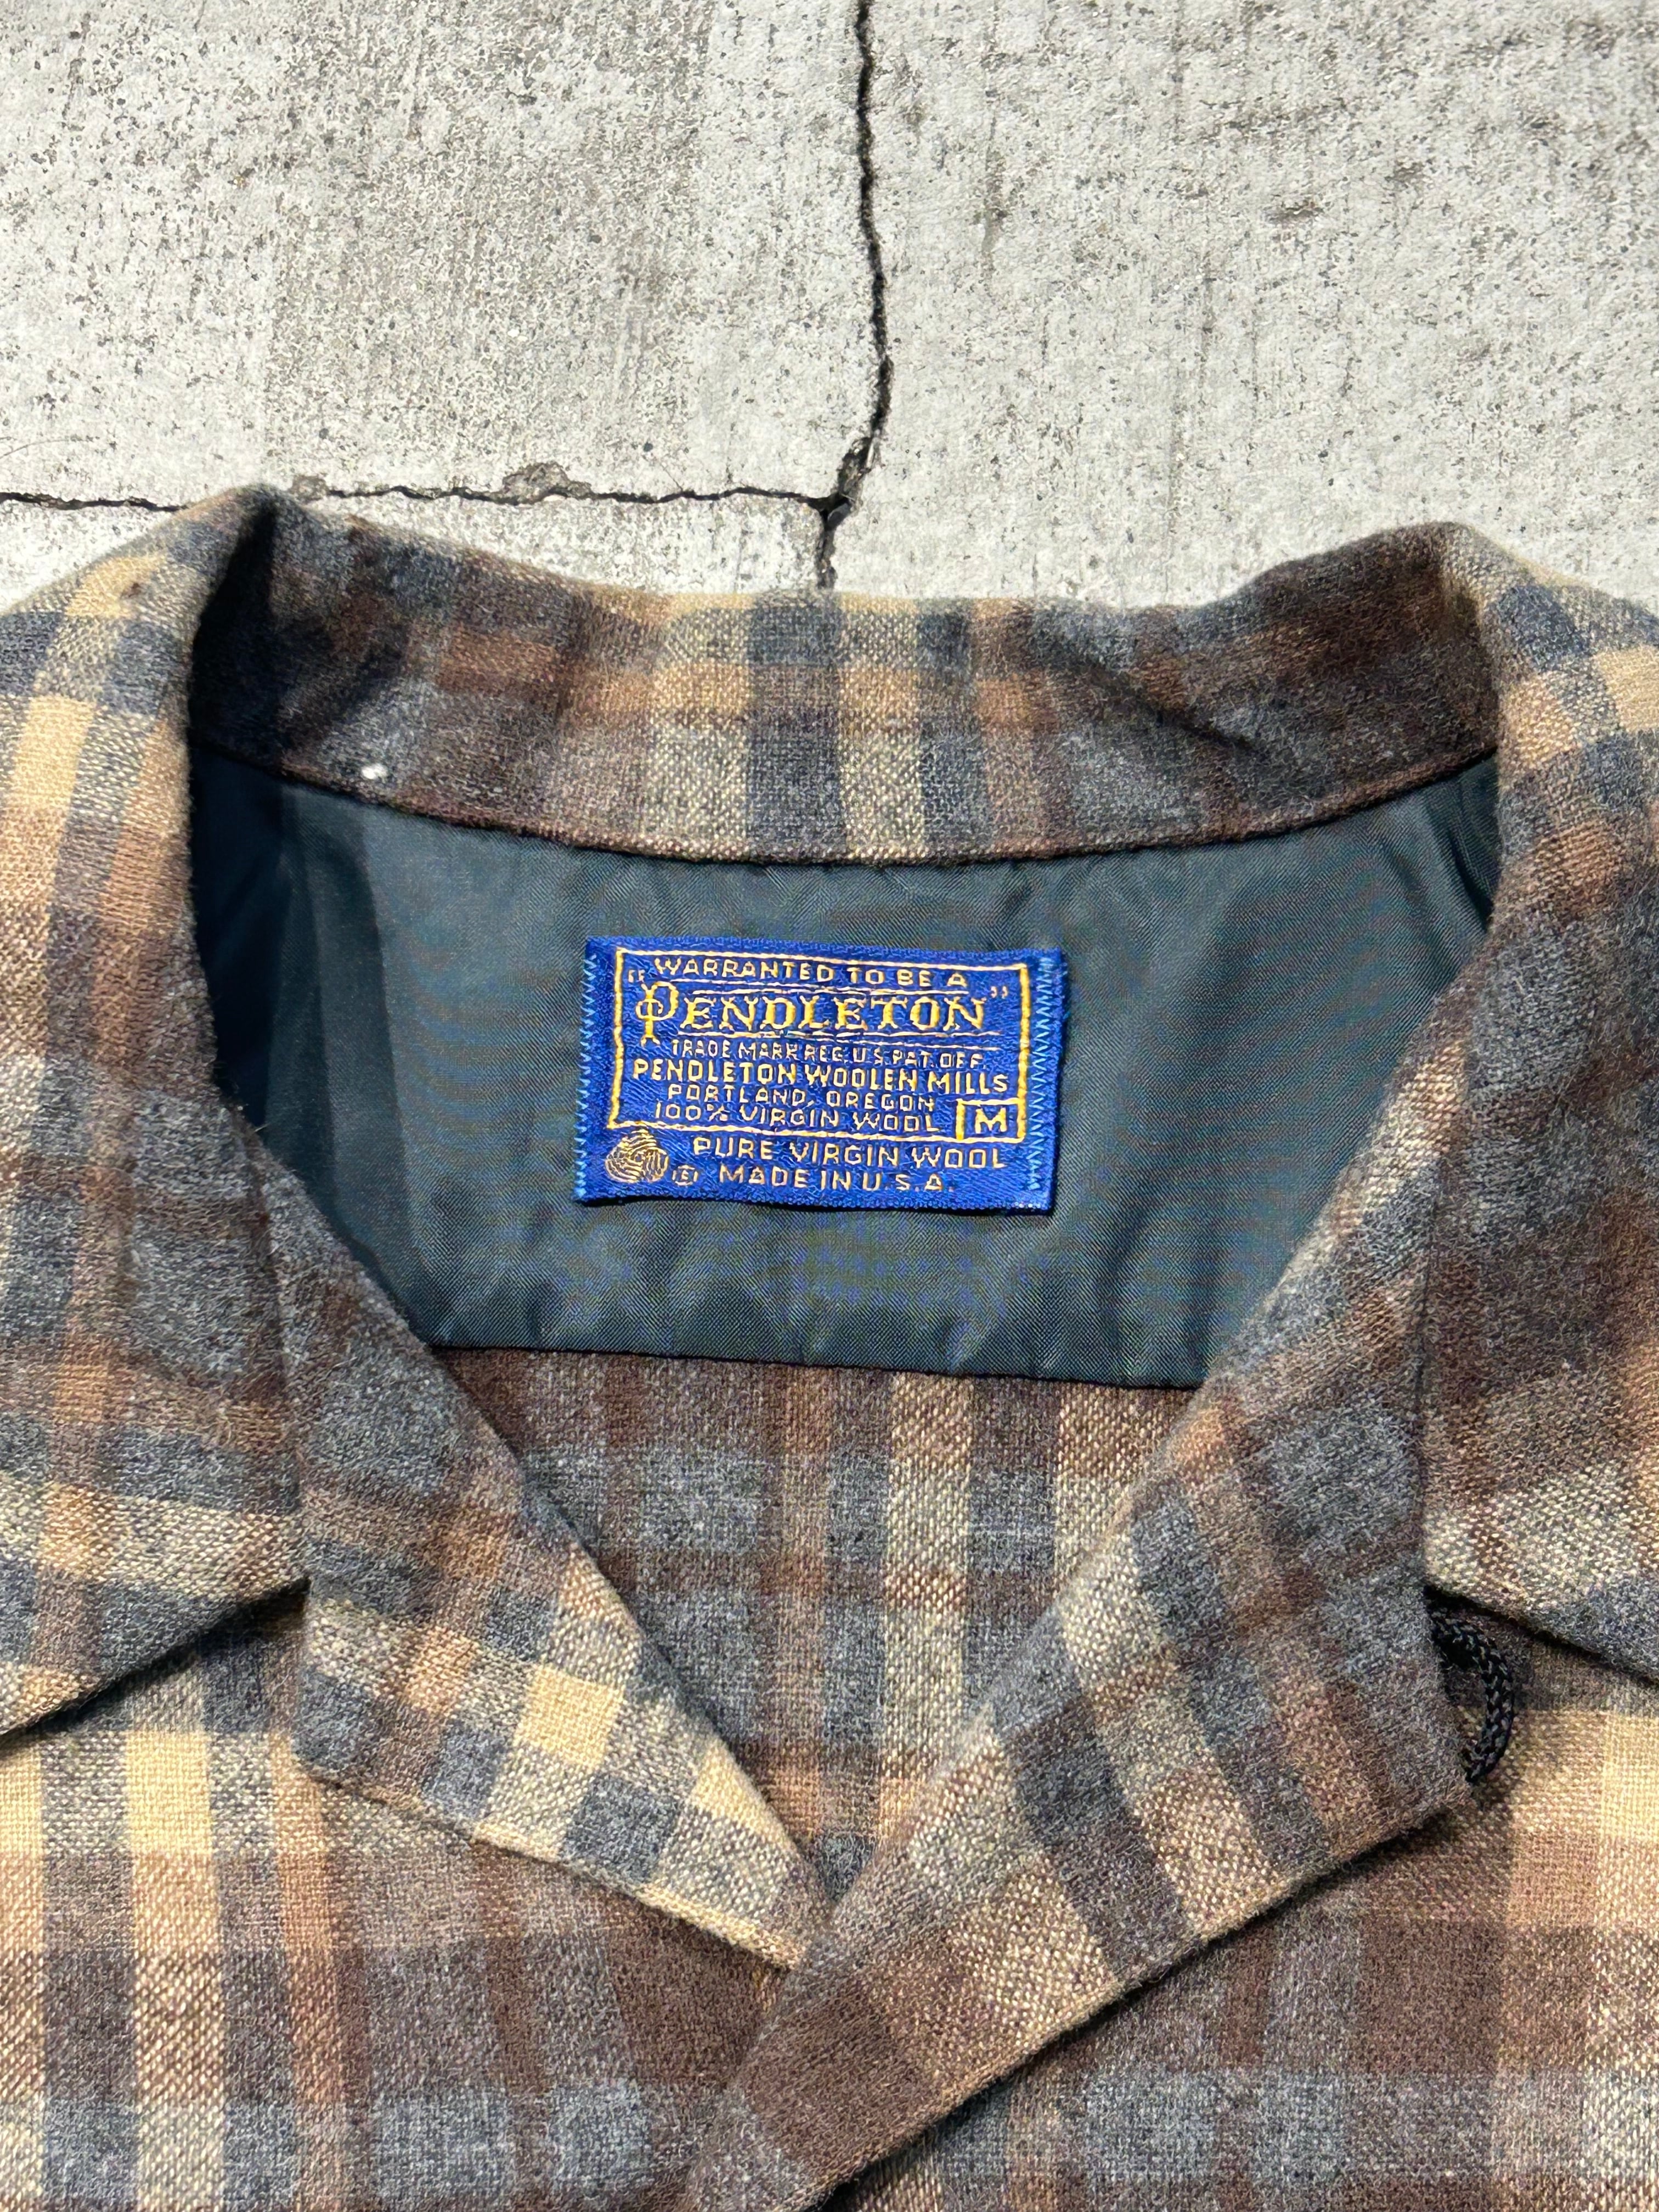 "WARRANTED TO BE A
PENDLETON"
TRADE MARK REG. U.S. PAT. OFF.
PENDLETON WOOLEN MILLS
PORTLAND, OREGON
100% VIRGIN WOOL M
PURE VIRGIN WOOL
E MADE IN U.S.A.